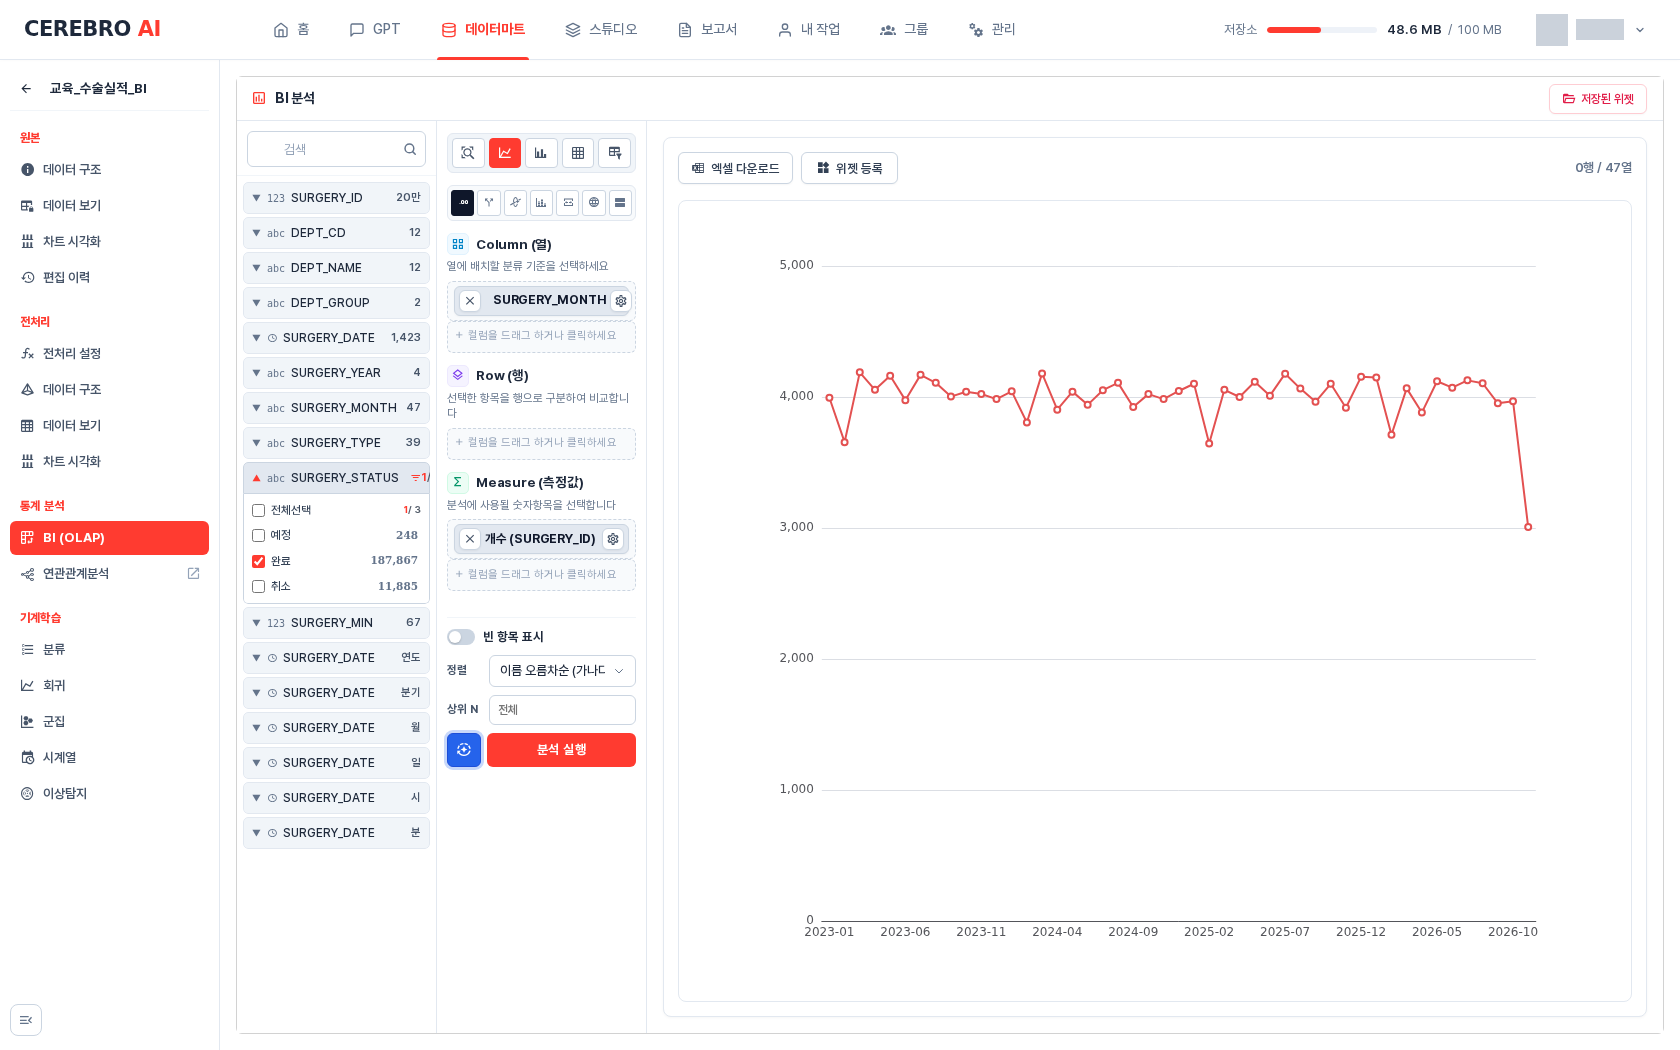 CEREBRO AI
홈
GPT
데이터마트
스튜디오
보고서
내 작업
그룹
관리
저장소
48.6 MB / 100 MB
교육_수술실적_BI
원본
데이터 구조
데이터 보기
차트 시각화
편집 이력
전처리
전처리 설정
데이터 구조
데이터 보기
차트 시각화
통계 분석
BI (OLAP)
연관관계분석
기계학습
분류
회귀
군집
시계열
이상탐지
BI 분석
저장된 위젯
검색
123 SURGERY_ID 20만
abc DEPT_CD 12
abc DEPT_NAME 12
abc DEPT_GROUP 2
SURGERY_DATE 1,423
abc SURGERY_YEAR 4
abc SURGERY_MONTH 47
abc SURGERY_TYPE 39
abc SURGERY_STATUS 1/
전체선택 1/ 3
예정 248
완료 187,867
취소 11,885
123 SURGERY_MIN 67
SURGERY_DATE 연도
SURGERY_DATE 분기
SURGERY_DATE 월
SURGERY_DATE 일
SURGERY_DATE 시
SURGERY_DATE 분
.00
Column (열)
열에 배치할 분류 기준을 선택하세요
SURGERY_MONTH
+ 컬럼을 드래그 하거나 클릭하세요
Row (행)
선택한 항목을 행으로 구분하여 비교합니
다
+ 컬럼을 드래그 하거나 클릭하세요
Measure (측정값)
분석에 사용될 숫자항목을 선택합니다
개수 (SURGERY_ID)
+ 컬럼을 드래그 하거나 클릭하세요
빈 항목 표시
정렬
이름 오름차순 (가나다
상위 N
전체
분석 실행
엑셀 다운로드
위젯 등록
0행 / 47열
5,000
4,000
3,000
2,000
1,000
0
2023-01
2023-06
2023-11
2024-04
2024-09
2025-02
2025-07
2025-12
2026-05
2026-10